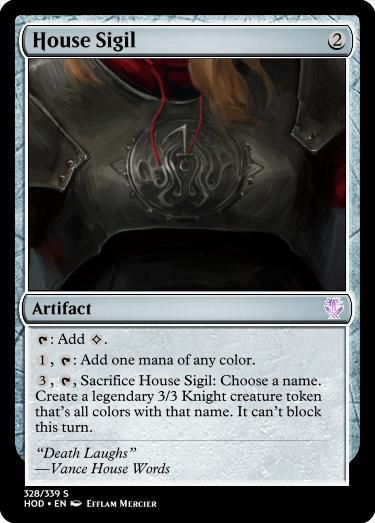 House Sigil 2
Artifact
: Add .
1 , : Add one mana of any color.
3 , , Sacrifice House Sigil: Choose a name.
Create a legendary 3/3 Knight creature token
that's all colors with that name. It can't block
this turn.
“Death Laughs”
—Vance House Words
328/339 S
HOD • EN Efflam Mercier